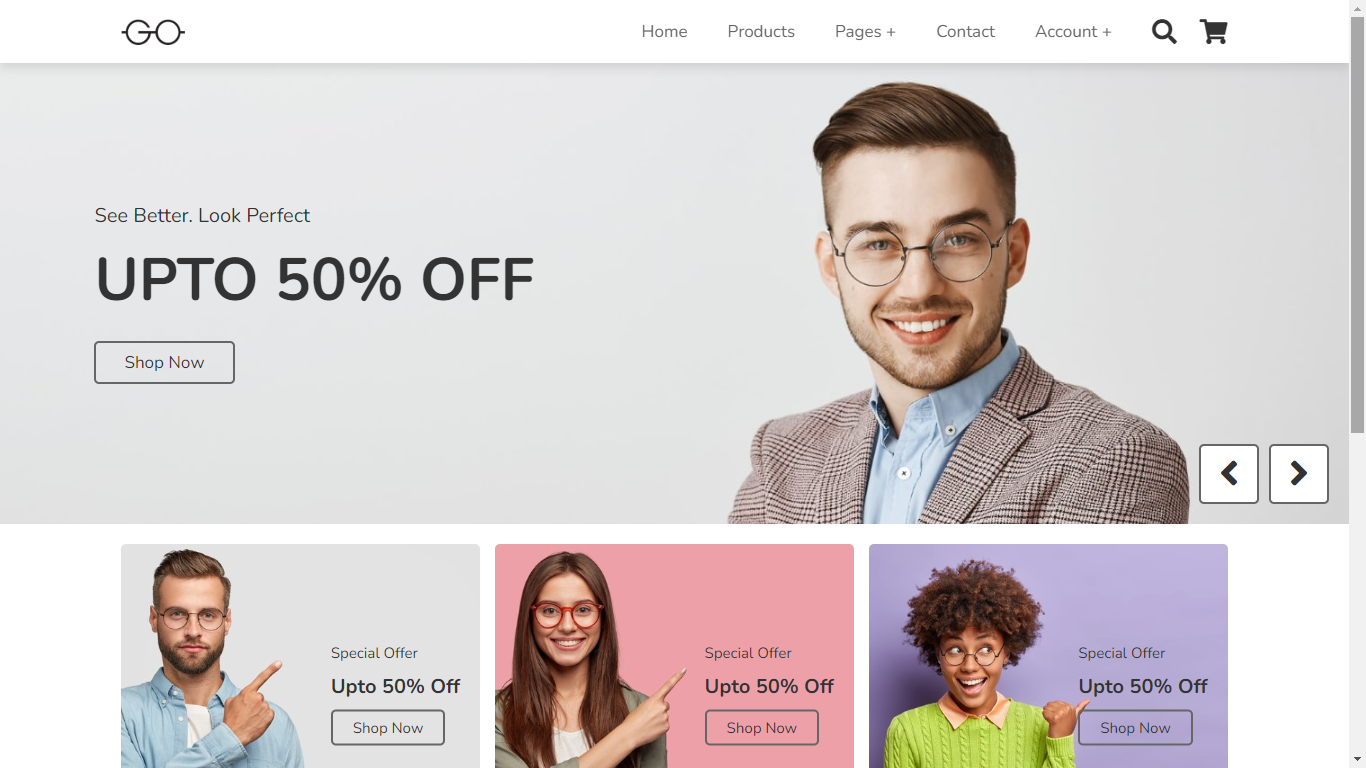 GO
Home
Products
Pages +
Contact
Account +
See Better. Look Perfect
UPTO 50% OFF
Shop Now
Special Offer
Upto 50% Off
Shop Now
Special Offer
Upto 50% Off
Shop Now
Special Offer
Upto 50% Off
Shop Now